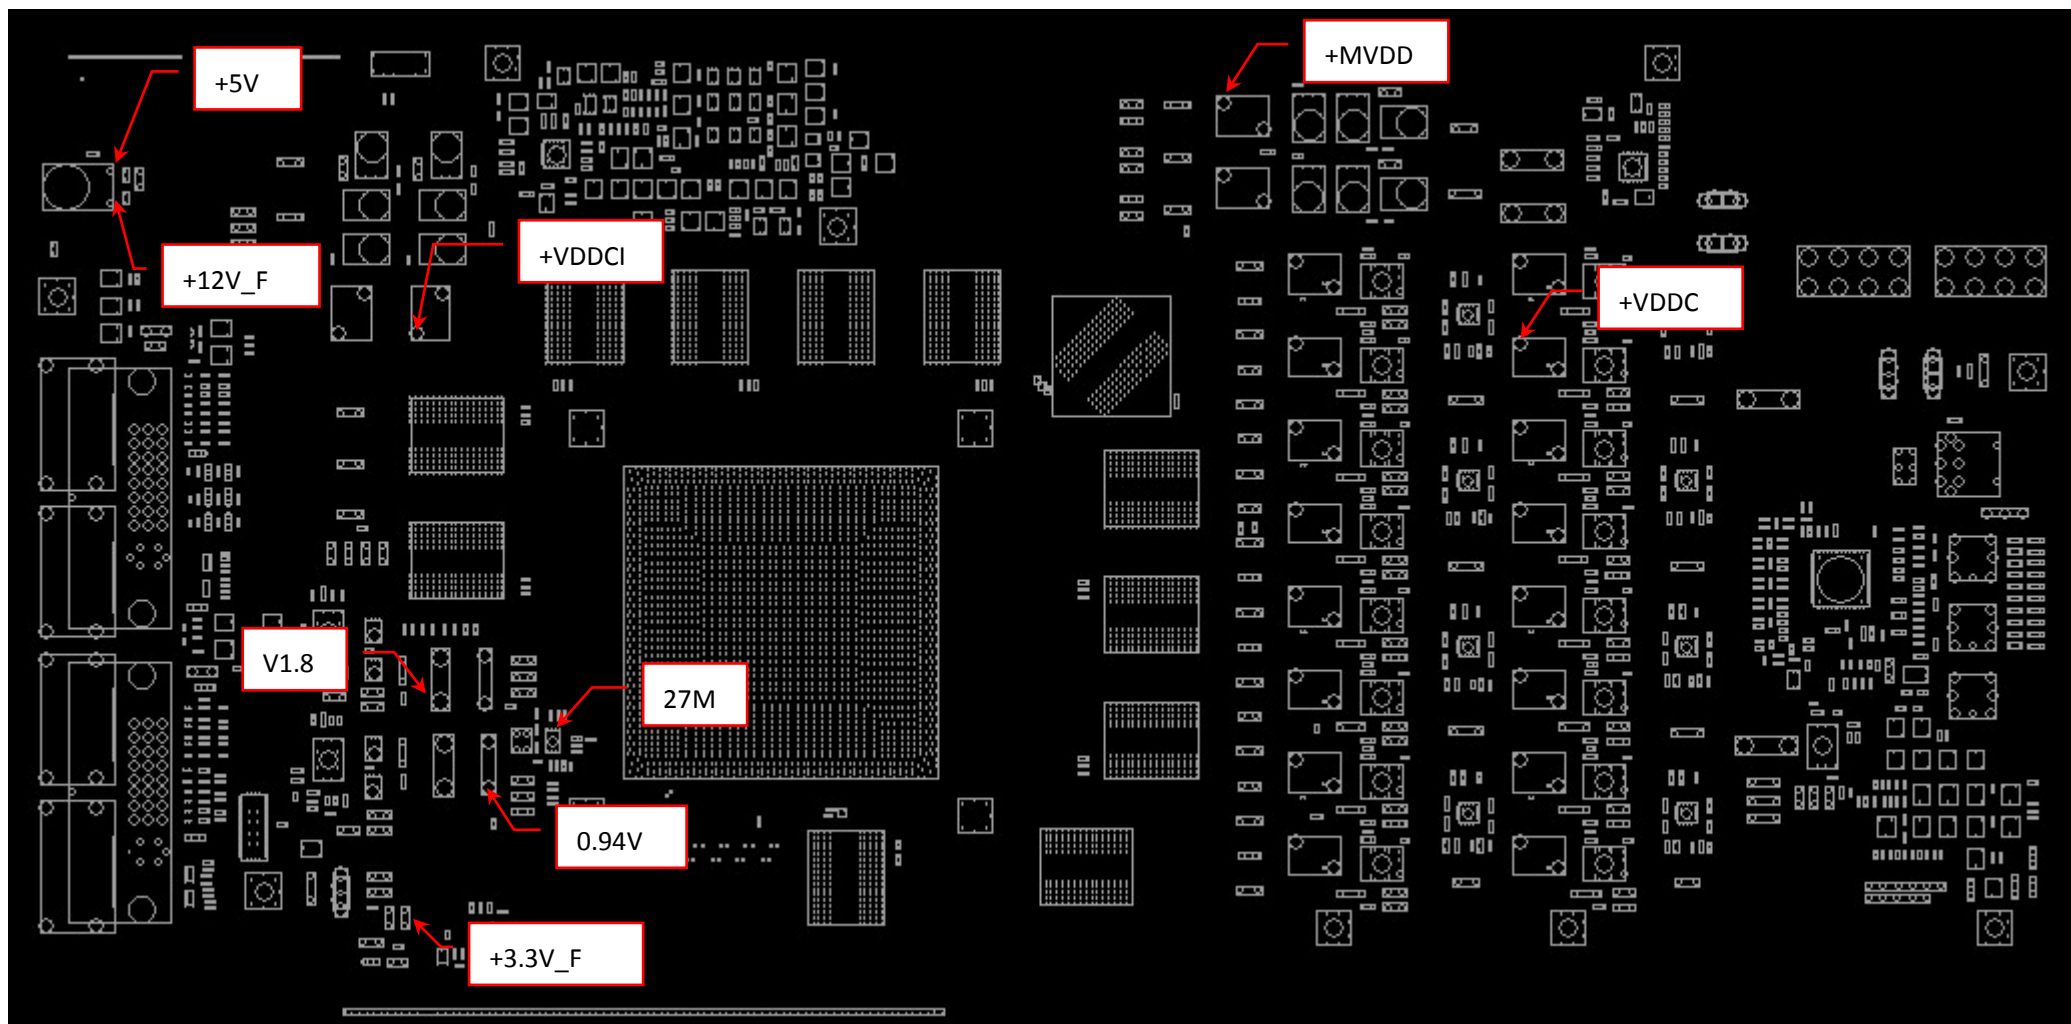 +MVDD
+5V
+VDDCI
+12V_F
+VDDC
V1.8
27M
0.94V
+3.3V_F